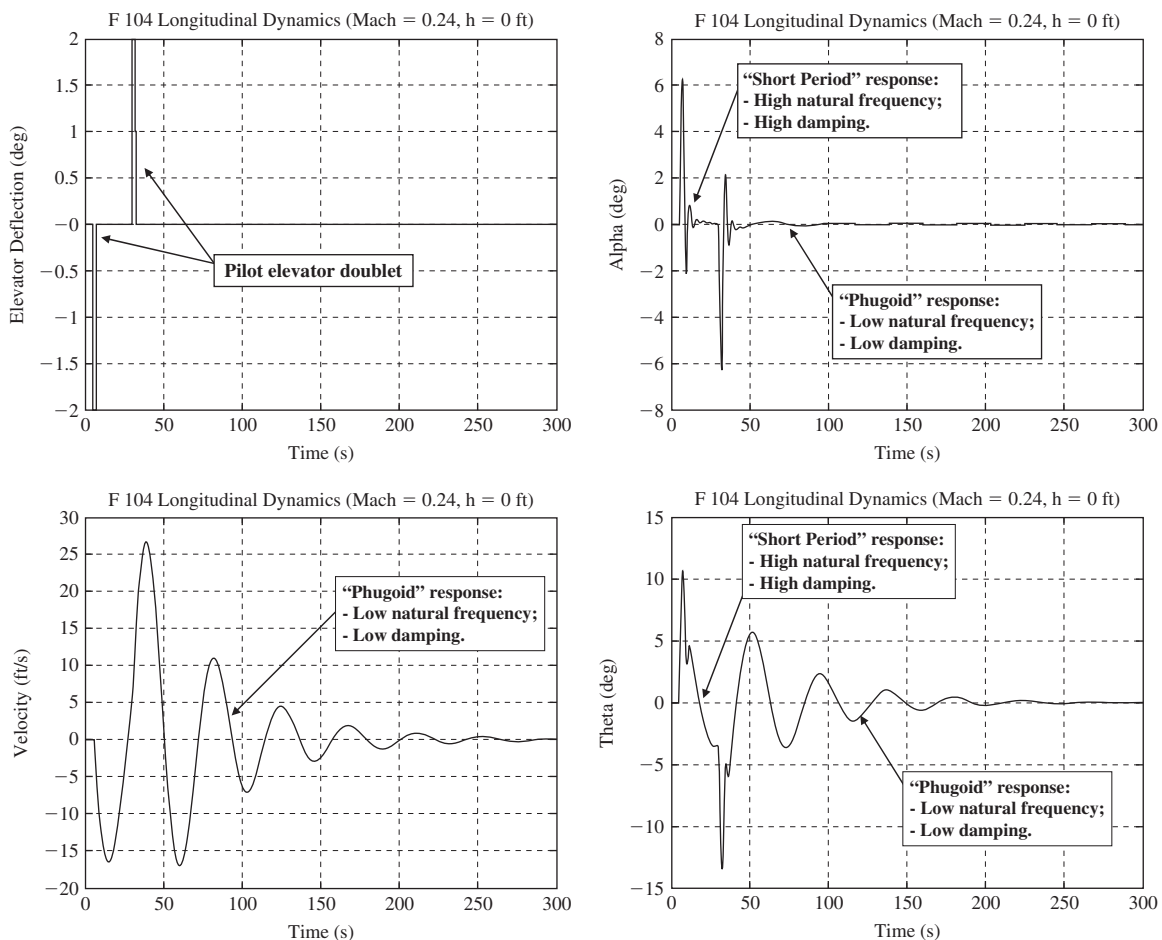 F 104 Longitudinal Dynamics (Mach = 0.24, h = 0 ft)
Elevator Deflection (deg)
2
1.5
1
0.5
−0
−0.5
−1
−1.5
−2
Pilot elevator doublet
0 50 100 150 200 250 300
Time (s)
F 104 Longitudinal Dynamics (Mach = 0.24, h = 0 ft)
Alpha (deg)
8
6
4
2
0
−2
−4
−6
−8
“Short Period” response:
- High natural frequency;
- High damping.
“Phugoid” response:
- Low natural frequency;
- Low damping.
0 50 100 150 200 250 300
Time (s)
F 104 Longitudinal Dynamics (Mach = 0.24, h = 0 ft)
Velocity (ft/s)
30
25
20
15
10
5
−0
−5
−10
−15
−20
“Phugoid” response:
- Low natural frequency;
- Low damping.
0 50 100 150 200 250 300
Time (s)
F 104 Longitudinal Dynamics (Mach = 0.24, h = 0 ft)
Theta (deg)
15
10
5
0
−5
−10
−15
“Short Period” response:
- High natural frequency;
- High damping.
“Phugoid” response:
- Low natural frequency;
- Low damping.
0 50 100 150 200 250 300
Time (s)